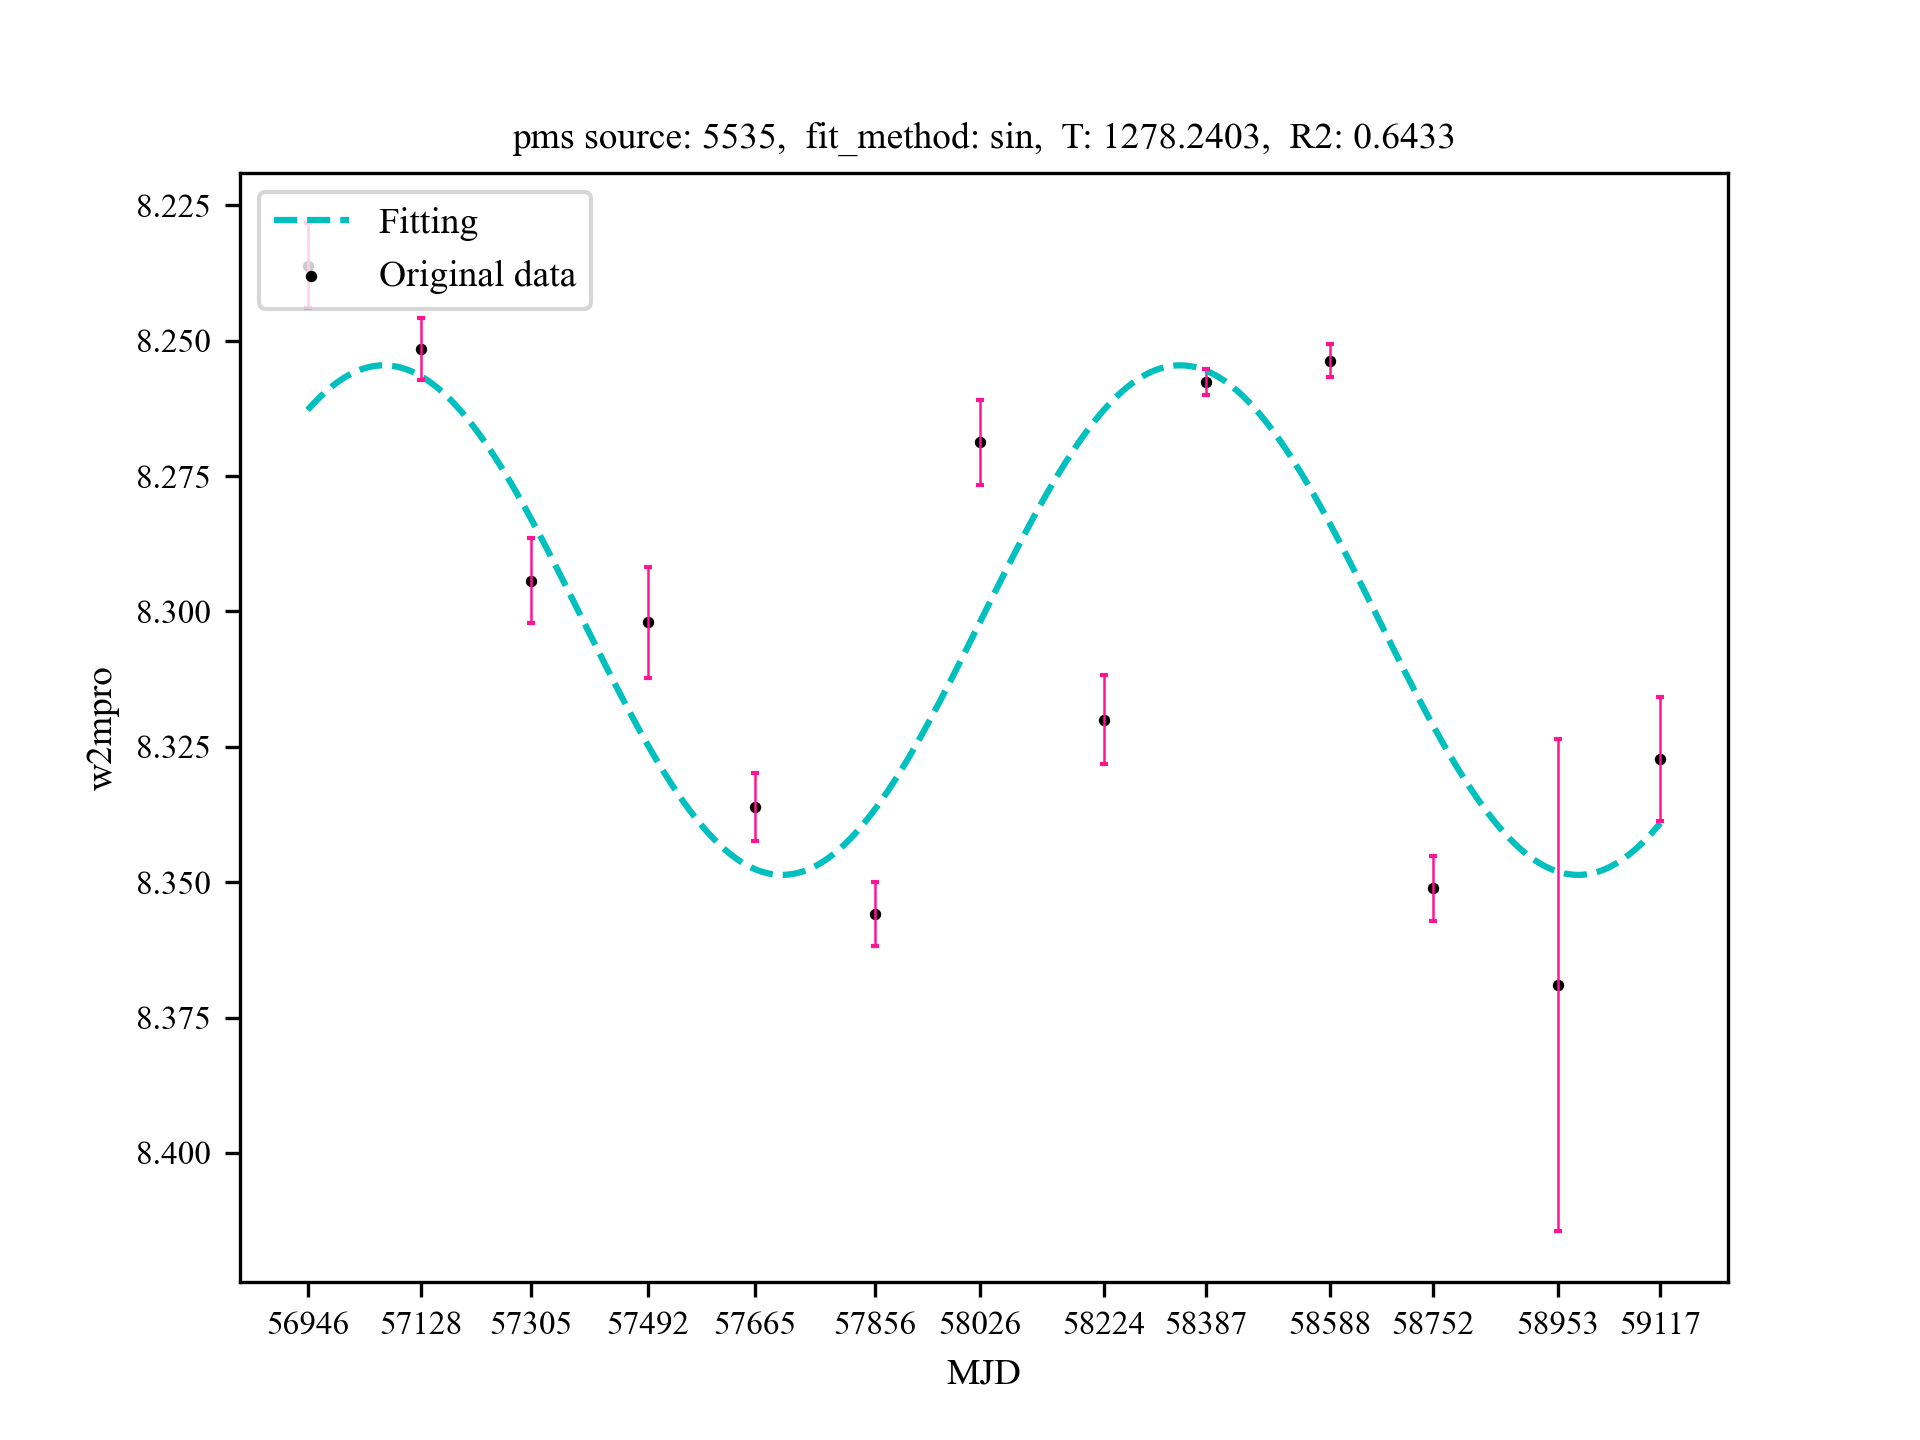 pms source: 5535,  fit_method: sin,  T: 1278.2403,  R2: 0.6433
Fitting
Original data
8.225
8.250
8.275
8.300
8.325
8.350
8.375
8.400
w2mpro
56946 57128 57305 57492 57665 57856 58026 58224 58387 58588 58752 58953 59117
MJD